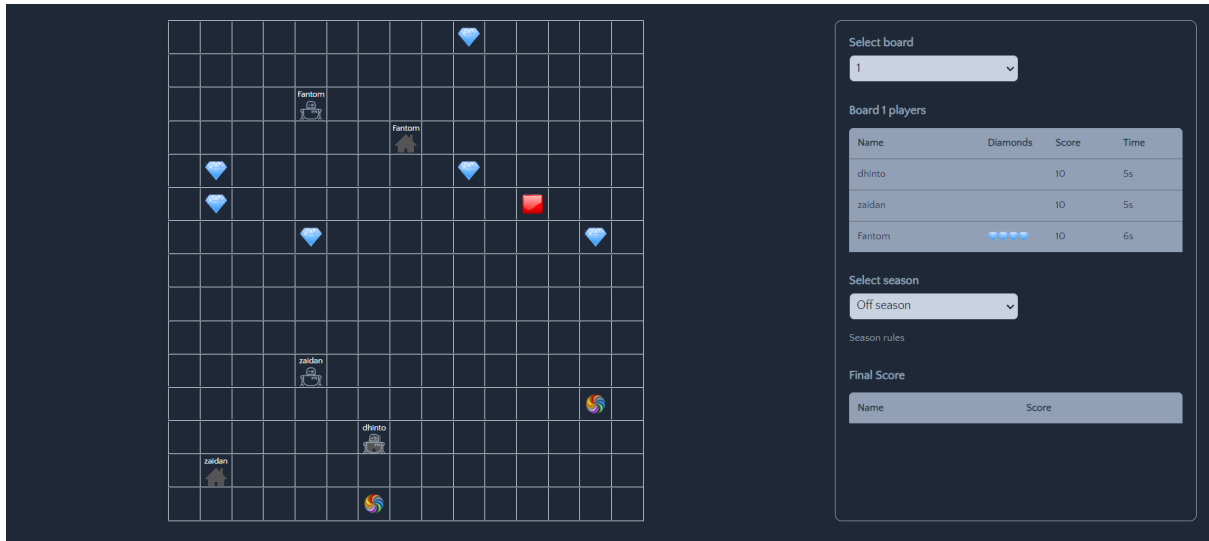 Fantom
Fantom
zaidan
dhinto
zaidan
Select board
1
Board 1 players
Name Diamonds Score Time
dhinto 10 5s
zaidan 10 5s
Fantom 10 6s
Select season
Off season
Season rules
Final Score
Name Score